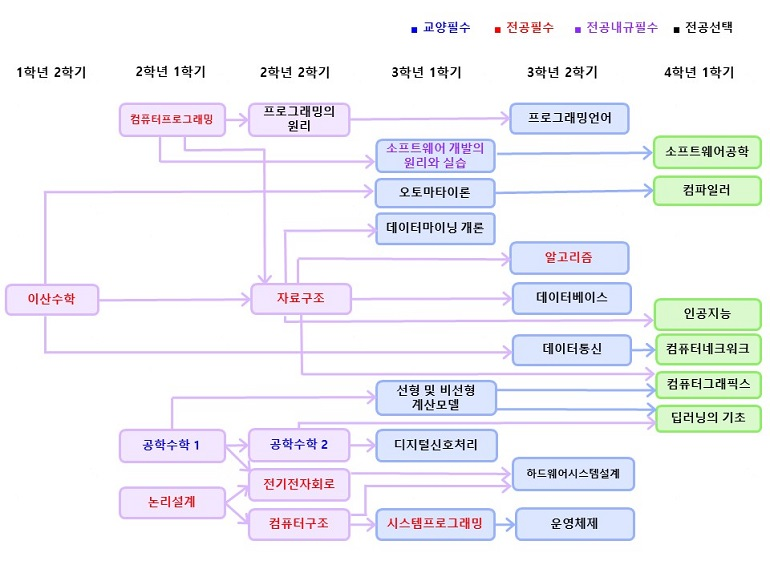 교양필수 전공필수 전공내규필수 전공선택
1학년 2학기 2학년 1학기 2학년 2학기 3학년 1학기 3학년 2학기 4학년 1학기
컴퓨터프로그래밍
프로그래밍의
원리
프로그래밍언어
소프트웨어 개발의
원리와 실습
소프트웨어공학
오토마타이론
컴파일러
데이터마이닝 개론
알고리즘
이산수학
자료구조
데이터베이스
인공지능
데이터통신
컴퓨터네크워크
선형 및 비선형
계산모델
컴퓨터그래픽스
딥러닝의 기초
공학수학 1
공학수학 2
디지털신호처리
전기전자회로
하드웨어시스템설계
논리설계
컴퓨터구조
시스템프로그래밍
운영체제